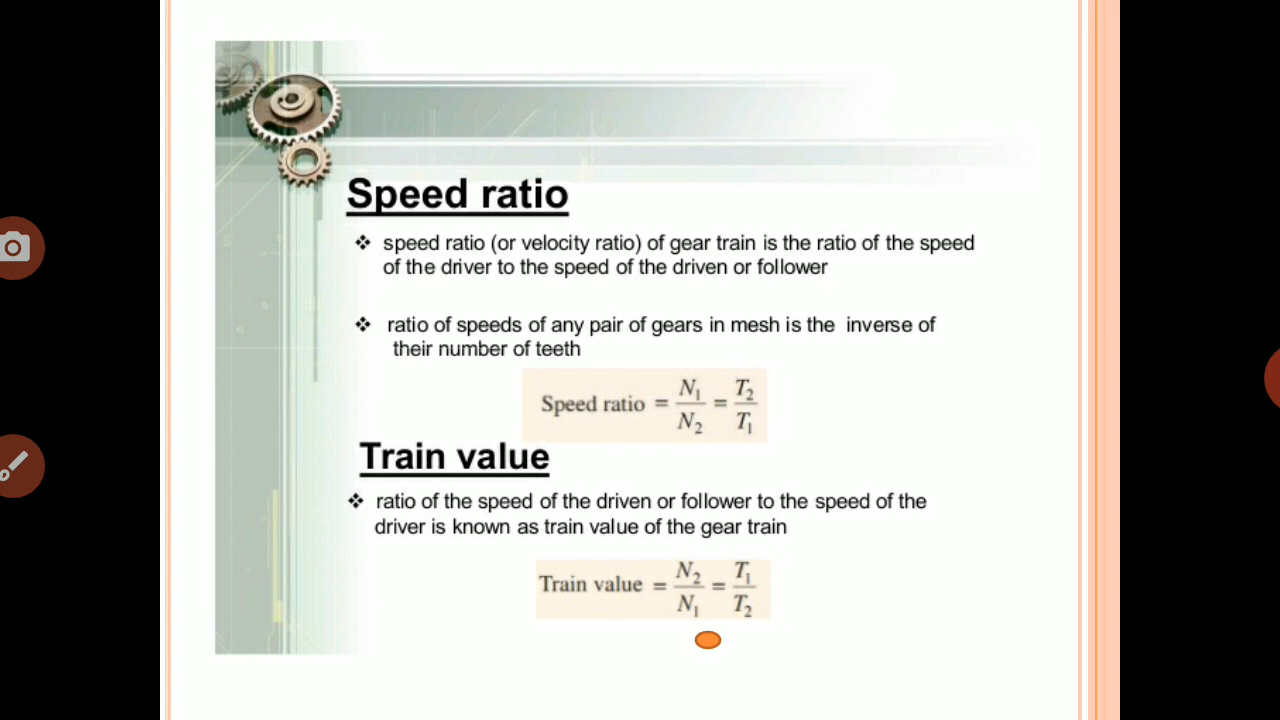 Speed ratio
❖ speed ratio (or velocity ratio) of gear train is the ratio of the speed
of the driver to the speed of the driven or follower
❖ ratio of speeds of any pair of gears in mesh is the inverse of
their number of teeth
Speed ratio = N₁/N₂ = T₂/T₁
Train value
❖ ratio of the speed of the driven or follower to the speed of the
driver is known as train value of the gear train
Train value = N₂/N₁ = T₁/T₂